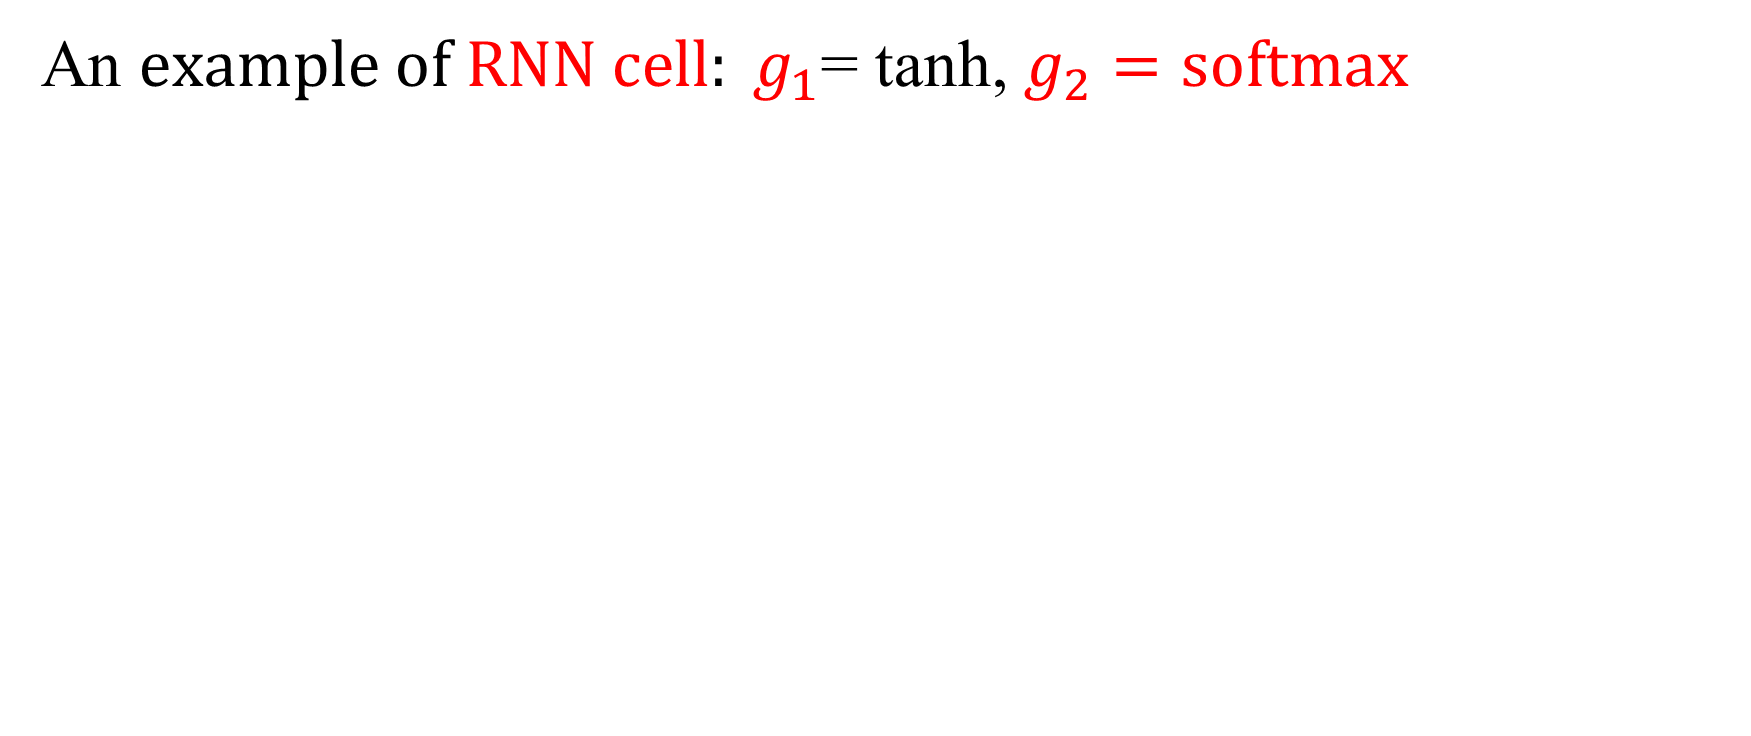 An example of RNN cell: g₁= tanh, g₂ = softmax